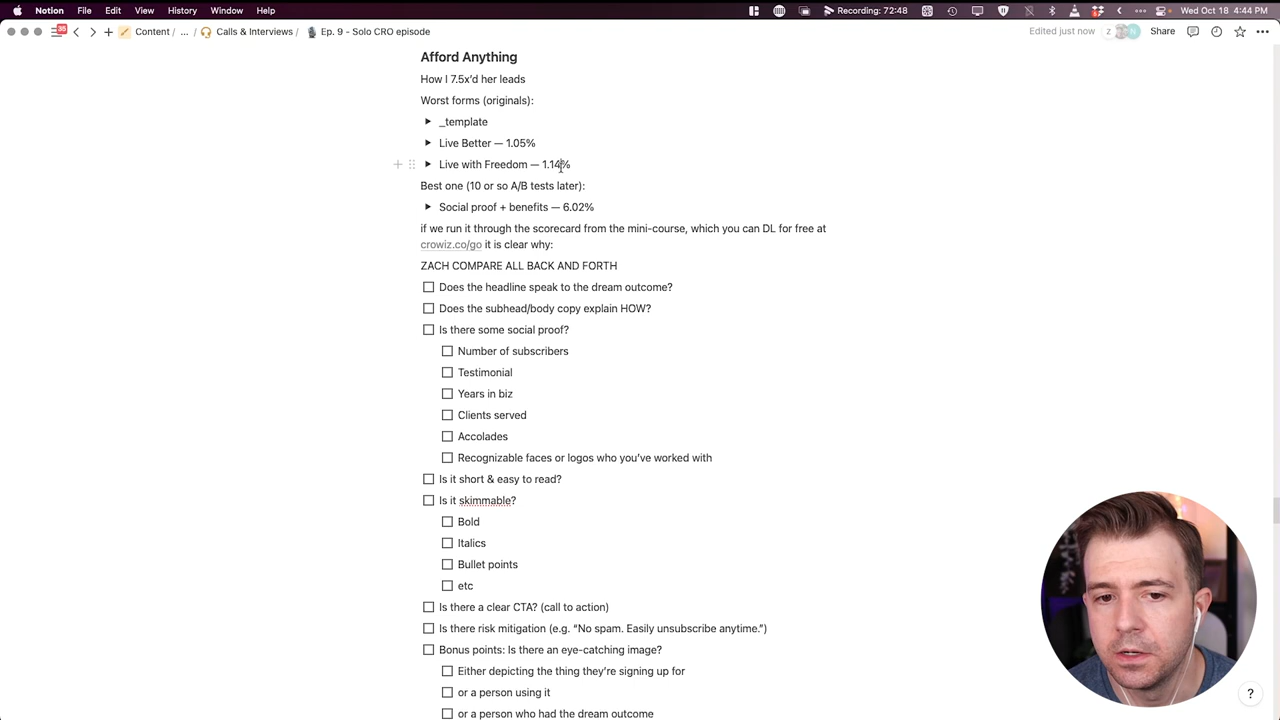 Notion File Edit View History Window Help Recording: 72:48 Wed Oct 18 4:44 PM
38 Content / ... / Calls & Interviews / Ep. 9 - Solo CRO episode Edited just now Z Share
Afford Anything
How I 7.5x'd her leads
Worst forms (originals):
_template
Live Better — 1.05%
Live with Freedom — 1.14%
Best one (10 or so A/B tests later):
Social proof + benefits — 6.02%
if we run it through the scorecard from the mini-course, which you can DL for free at
crowiz.co/go it is clear why:
ZACH COMPARE ALL BACK AND FORTH
Does the headline speak to the dream outcome?
Does the subhead/body copy explain HOW?
Is there some social proof?
Number of subscribers
Testimonial
Years in biz
Clients served
Accolades
Recognizable faces or logos who you've worked with
Is it short & easy to read?
Is it skimmable?
Bold
Italics
Bullet points
etc
Is there a clear CTA? (call to action)
Is there risk mitigation (e.g. “No spam. Easily unsubscribe anytime.”)
Bonus points: Is there an eye-catching image?
Either depicting the thing they're signing up for
or a person using it
or a person who had the dream outcome
?